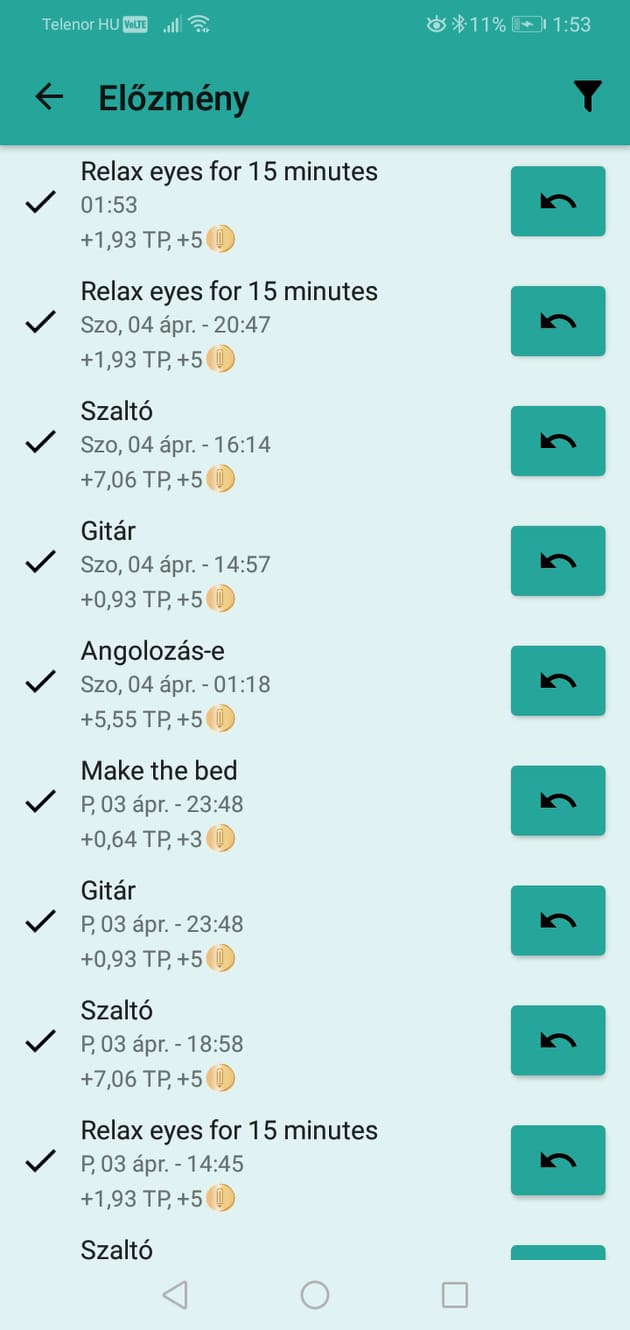 Telenor HU VoLTE 11% 1:53
Előzmény
Relax eyes for 15 minutes
01:53
+1,93 TP, +5
Relax eyes for 15 minutes
Szo, 04 ápr. - 20:47
+1,93 TP, +5
Szaltó
Szo, 04 ápr. - 16:14
+7,06 TP, +5
Gitár
Szo, 04 ápr. - 14:57
+0,93 TP, +5
Angolozás-e
Szo, 04 ápr. - 01:18
+5,55 TP, +5
Make the bed
P, 03 ápr. - 23:48
+0,64 TP, +3
Gitár
P, 03 ápr. - 23:48
+0,93 TP, +5
Szaltó
P, 03 ápr. - 18:58
+7,06 TP, +5
Relax eyes for 15 minutes
P, 03 ápr. - 14:45
+1,93 TP, +5
Szaltó